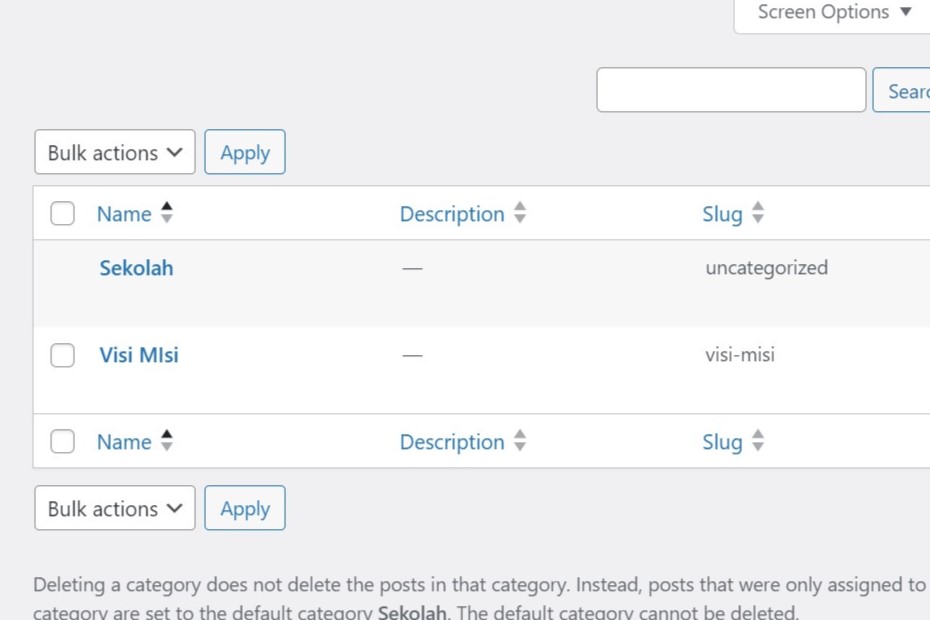 Screen Options ▼
Bulk actions Apply
Name Description Slug
Sekolah — uncategorized
Visi MIsi — visi-misi
Name Description Slug
Bulk actions Apply
Deleting a category does not delete the posts in that category. Instead, posts that were only assigned to
category are set to the default category Sekolah. The default category cannot be deleted.